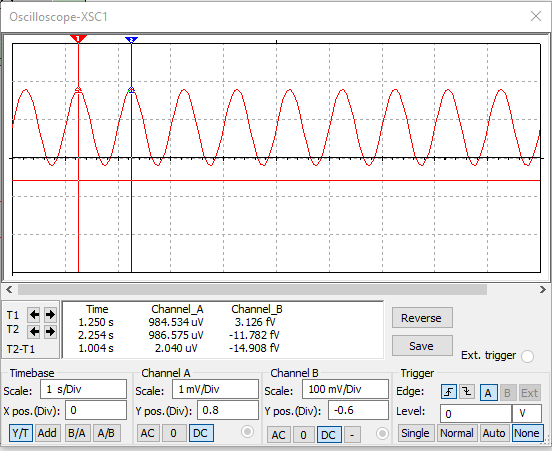 Oscilloscope-XSC1
1
2
T1
T2
T2-T1
Time Channel_A Channel_B
1.250 s 984.534 uV 3.126 fV
2.254 s 986.575 uV -11.782 fV
1.004 s 2.040 uV -14.908 fV
Reverse
Save
Ext. trigger
Timebase
Scale: 1 s/Div
X pos.(Div): 0
Y/T Add B/A A/B
Channel A
Scale: 1 mV/Div
Y pos.(Div): 0.8
AC 0 DC
Channel B
Scale: 100 mV/Div
Y pos.(Div): -0.6
AC 0 DC -
Trigger
Edge: A B Ext
Level: 0 V
Single Normal Auto None